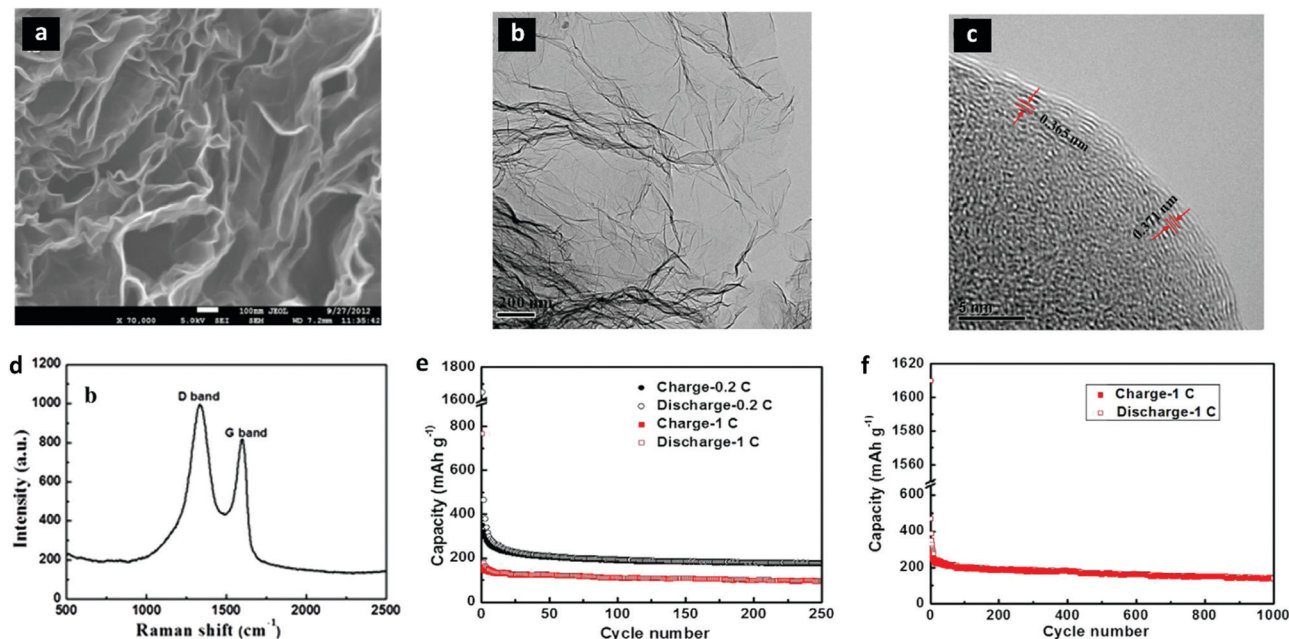 a
100nm JEOL 9/27/2012
X 70,000 5.0kV SEI SEM WD 7.2mm 11:35:42
b
200 nm
c
0.365 nm
0.371 nm
5 nm
d
b
1200
1000
800
600
400
200
0
Intensity (a.u.)
D band
G band
500 1000 1500 2000 2500
Raman shift (cm⁻¹)
e
1800
1600
800
600
400
200
0
Capacity (mAh g⁻¹)
Charge-0.2 C
Discharge-0.2 C
Charge-1 C
Discharge-1 C
0 50 100 150 200 250
Cycle number
f
1620
1600
1580
1560
600
400
200
0
Capacity (mAh g⁻¹)
Charge-1 C
Discharge-1 C
0 200 400 600 800 1000
Cycle number